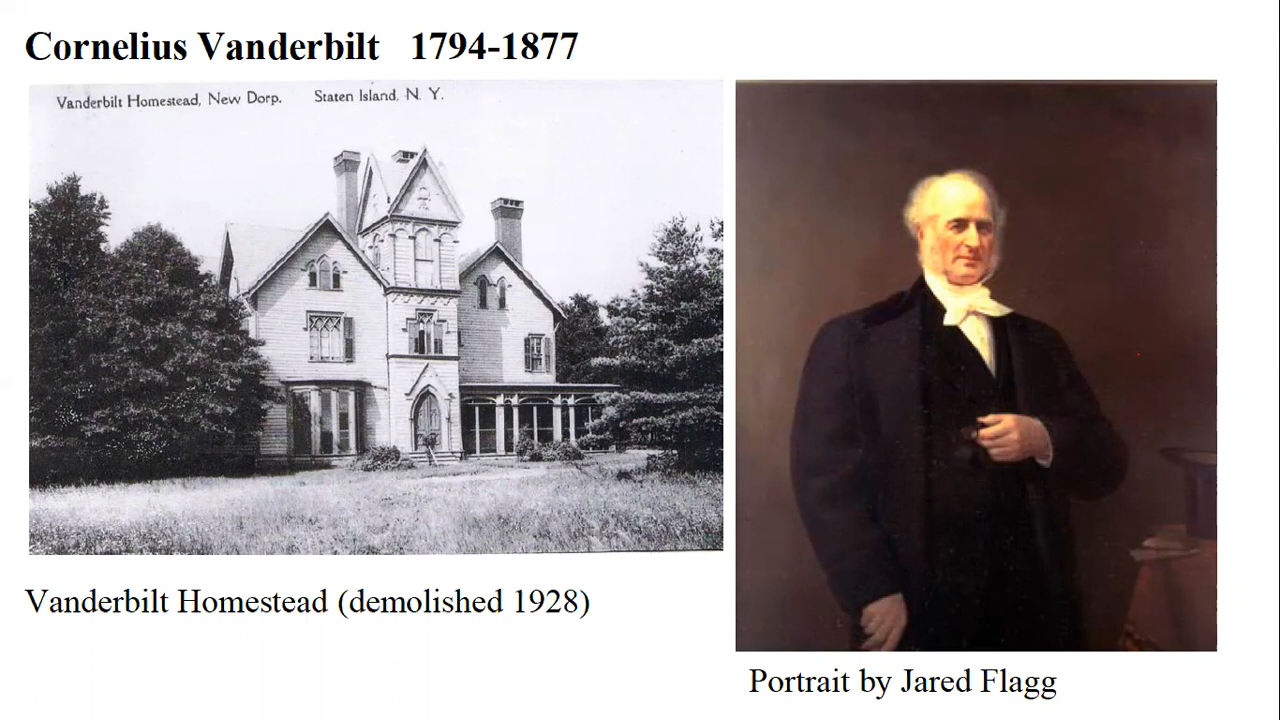 Cornelius Vanderbilt 1794-1877
Vanderbilt Homestead, New Dorp. Staten Island, N. Y.
Vanderbilt Homestead (demolished 1928)
Portrait by Jared Flagg